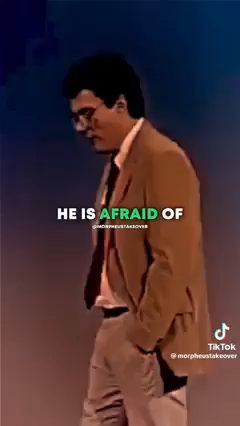 HE IS AFRAID OF
@MORPHEUSTAKEOVER
TikTok
@morpheustakeover